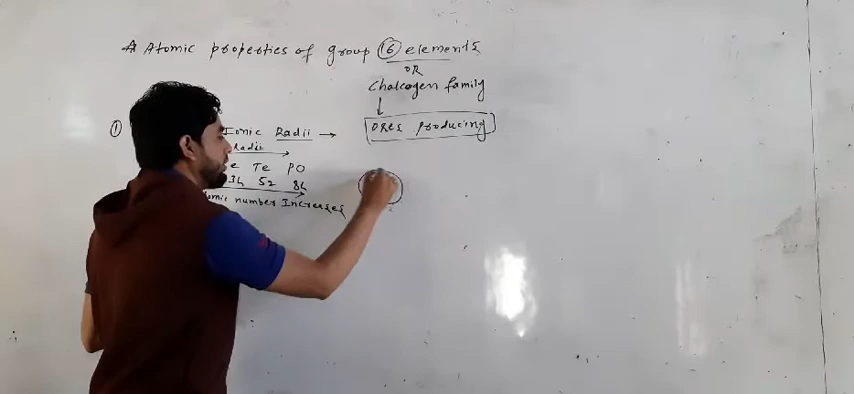 Atomic properties of group 16 elements
OR
Chalcogen family
ores producing
① Ionic Radii →
Radii
e Te PO
34 52 84
omic number Increases